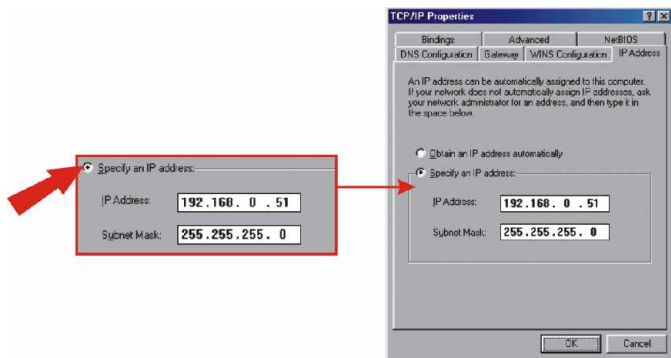 TCP/IP Properties
Bindings Advanced NetBIOS
DNS Configuration Gateway WINS Configuration IP Address
An IP address can be automatically assigned to this computer.
If your network does not automatically assign IP addresses, ask
your network administrator for an address, and then type it in
the space below.
Obtain an IP address automatically
Specify an IP address:
IP Address: 192.168. 0 .51
Subnet Mask: 255.255.255. 0
OK Cancel
Specify an IP address:
IP Address: 192.168. 0 .51
Subnet Mask: 255.255.255. 0